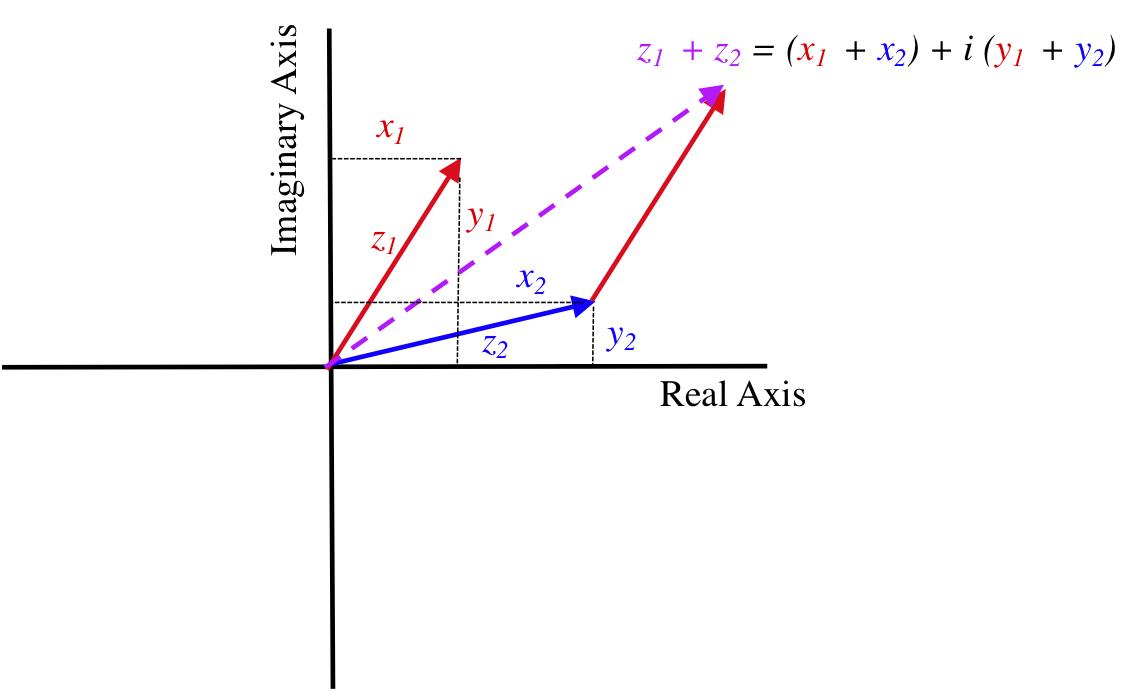 Imaginary Axis
z₁ + z₂ = (x₁ + x₂) + i (y₁ + y₂)
x₁
y₁
z₁
x₂
y₂
z₂
Real Axis